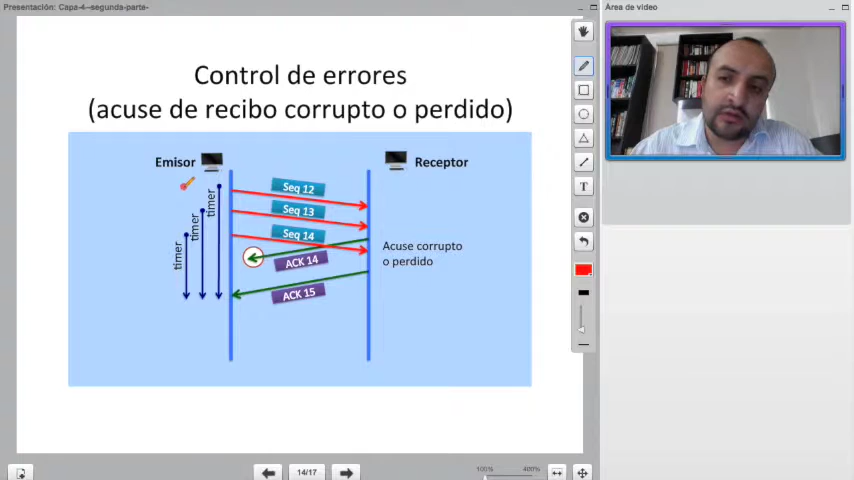 Presentación: Capa-4--segunda-parte-
Área de video
Control de errores
(acuse de recibo corrupto o perdido)
Emisor
Receptor
Seq 12
timer
Seq 13
timer
Seq 14
timer
Acuse corrupto
o perdido
ACK 14
ACK 15
T
14/17
100%
400%